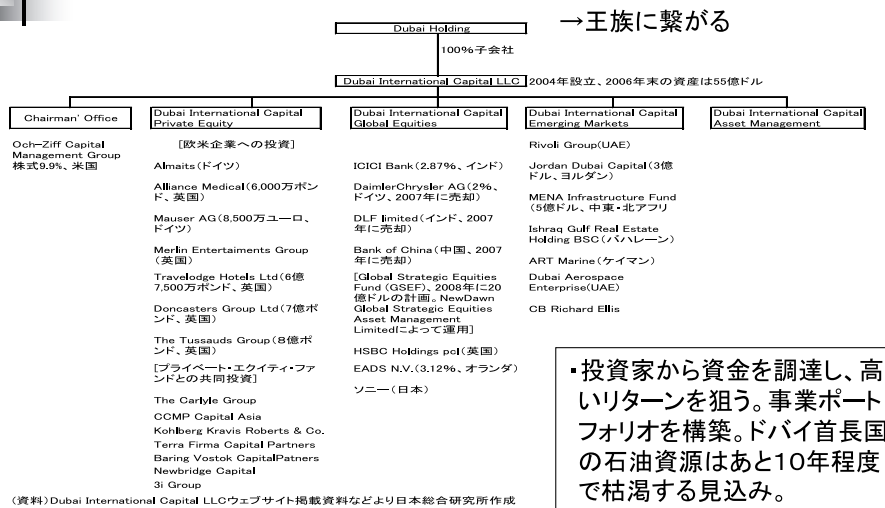 Dubai Holding
→王族に繋がる
100%子会社
Dubai International Capital LLC
2004年設立、2006年末の資産は55億ドル
Chairman' Office
Och-Ziff Capital
Management Group
株式9.9%、米国
Dubai International Capital
Private Equity
[欧米企業への投資]
Almaits(ドイツ)
Alliance Medical(6,000万ポン
ド、英国)
Mauser AG(8,500万ユーロ、
ドイツ)
Merlin Entertaiments Group
(英国)
Travelodge Hotels Ltd(6億
7,500万ポンド、英国)
Doncasters Group Ltd(7億ポ
ンド、英国)
The Tussauds Group(8億ポ
ンド、英国)
[プライベート・エクイティ・ファ
ンドとの共同投資]
The Carlyle Group
CCMP Capital Asia
Kohlberg Kravis Roberts & Co.
Terra Firma Capital Partners
Baring Vostok CapitalPatners
Newbridge Capital
3i Group
Dubai International Capital
Global Equities
ICICI Bank(2.87%、インド)
DaimlerChrysler AG(2%、
ドイツ、2007年に売却)
DLF limited(インド、2007
年に売却)
Bank of China(中国、2007
年に売却)
[Global Strategic Equities
Fund (GSEF)、2008年に20
億ドルの計画。NewDawn
Global Strategic Equities
Asset Management
Limitedによって運用]
HSBC Holdings pcl(英国)
EADS N.V.(3.12%、オランダ)
ソニー(日本)
Dubai International Capital
Emerging Markets
Rivoli Group(UAE)
Jordan Dubai Capital(3億
ドル、ヨルダン)
MENA Infrastructure Fund
(5億ドル、中東・北アフリ
Ishraq Gulf Real Estate
Holding BSC(バハレーン)
ART Marine(ケイマン)
Dubai Aerospace
Enterprise(UAE)
CB Richard Ellis
Dubai International Capital
Asset Management
・投資家から資金を調達し、高
いリターンを狙う。事業ポート
フォリオを構築。ドバイ首長国
の石油資源はあと10年程度
で枯渇する見込み。
(資料)Dubai International Capital LLCウェブサイト掲載資料などより日本総合研究所作成